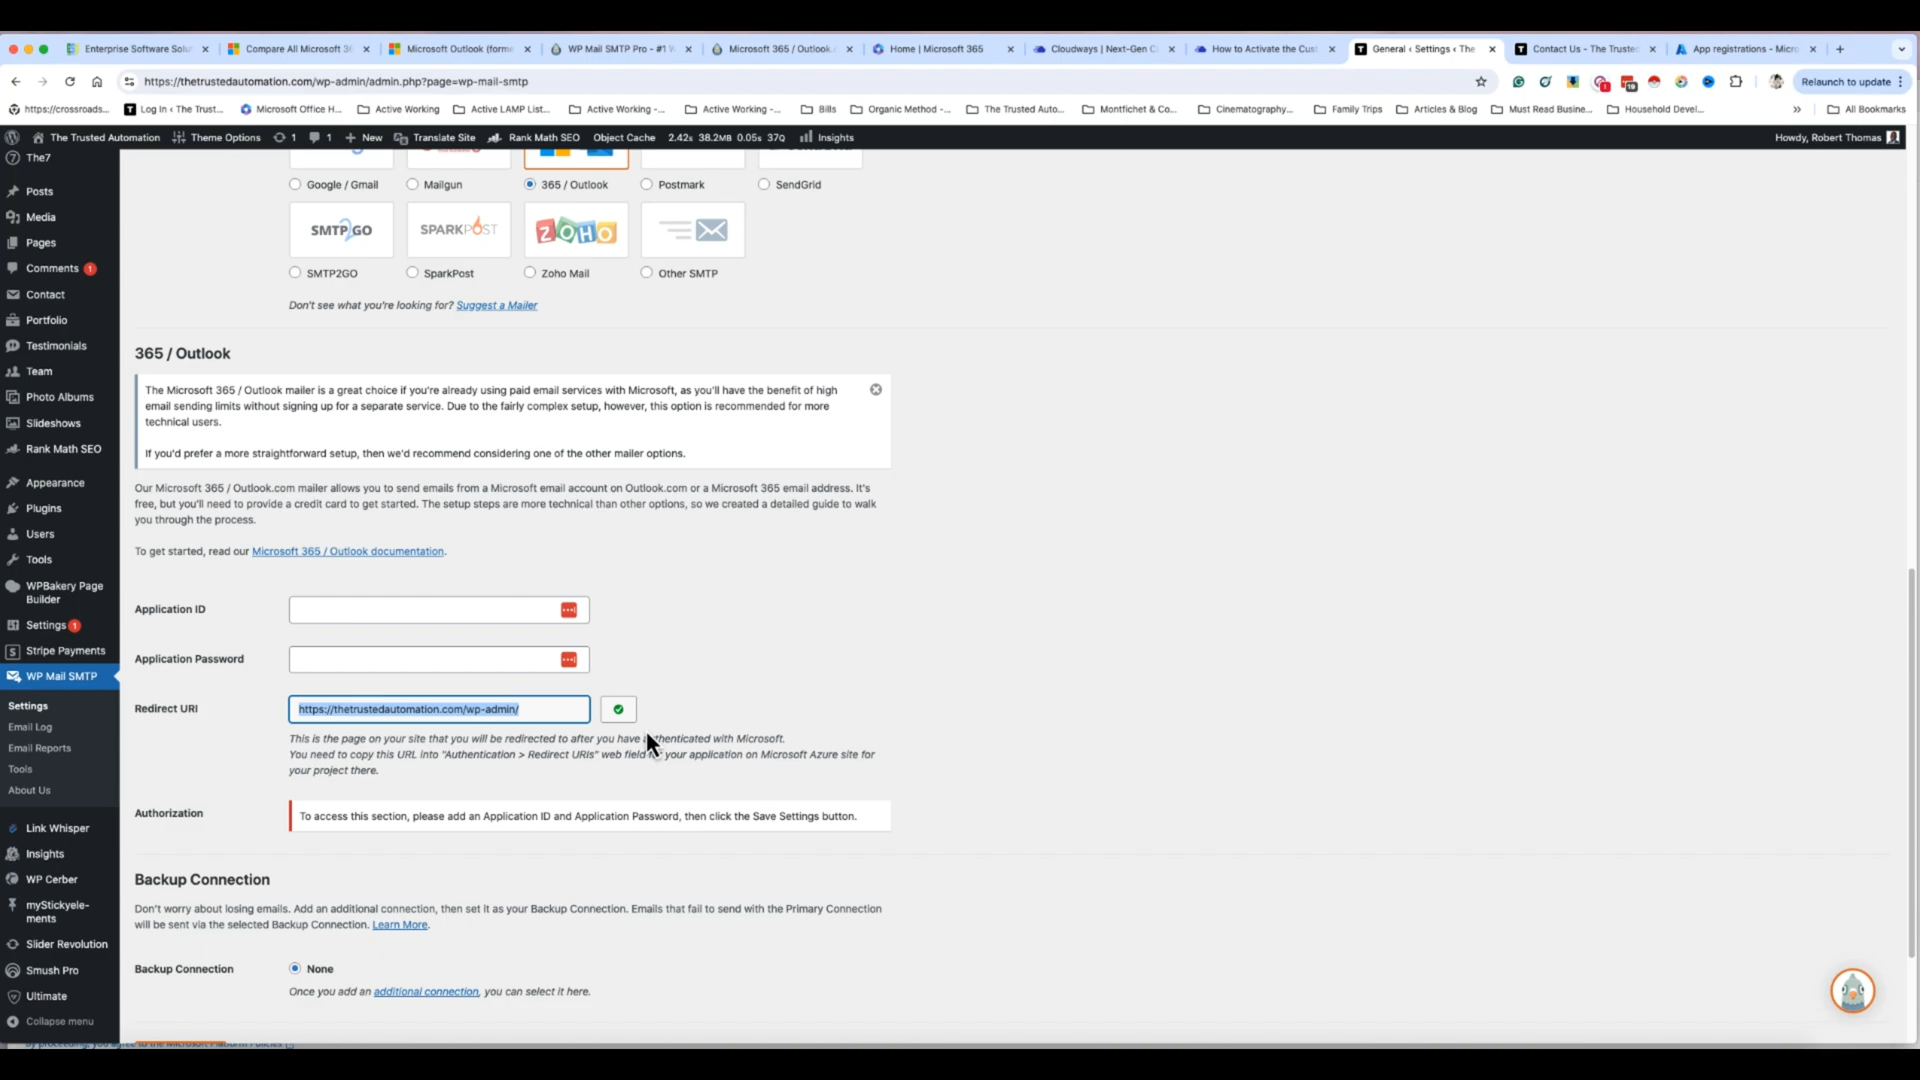 Enterprise Software Solu
Compare All Microsoft 36
Microsoft Outlook (forme
WP Mail SMTP Pro - #1 W
Microsoft 365 / Outlook.
Home | Microsoft 365
Cloudways | Next-Gen C
How to Activate the Cust
General ‹ Settings ‹ The
Contact Us - The Trusted
App registrations - Micro
https://thetrustedautomation.com/wp-admin/admin.php?page=wp-mail-smtp
Relaunch to update
https://crossroads...
Log In ‹ The Trust...
Microsoft Office H...
Active Working
Active LAMP List...
Active Working -...
Active Working -...
Bills
Organic Method -...
The Trusted Auto...
Montfichet & Co...
Cinematography...
Family Trips
Articles & Blog
Must Read Busine...
Household Devel...
»
All Bookmarks
The Trusted Automation
Theme Options
1
1
New
Translate Site
Rank Math SEO
Object Cache
2.42s 38.2MB 0.05s 37Q
Insights
Howdy, Robert Thomas
The7
Posts
Media
Pages
Comments 1
Contact
Portfolio
Testimonials
Team
Photo Albums
Slideshows
Rank Math SEO
Appearance
Plugins
Users
Tools
WPBakery Page
Builder
Settings 1
Stripe Payments
WP Mail SMTP
Settings
Email Log
Email Reports
Tools
About Us
Link Whisper
Insights
WP Cerber
myStickyele-
ments
Slider Revolution
Smush Pro
Ultimate
Collapse menu
Google / Gmail
Mailgun
365 / Outlook
Postmark
SendGrid
SMTP2GO
SPARKPOST
ZOHO
SMTP2GO
SparkPost
Zoho Mail
Other SMTP
Don't see what you're looking for? Suggest a Mailer
365 / Outlook
The Microsoft 365 / Outlook mailer is a great choice if you're already using paid email services with Microsoft, as you'll have the benefit of high
email sending limits without signing up for a separate service. Due to the fairly complex setup, however, this option is recommended for more
technical users.
If you'd prefer a more straightforward setup, then we'd recommend considering one of the other mailer options.
Our Microsoft 365 / Outlook.com mailer allows you to send emails from a Microsoft email account on Outlook.com or a Microsoft 365 email address. It's
free, but you'll need to provide a credit card to get started. The setup steps are more technical than other options, so we created a detailed guide to walk
you through the process.
To get started, read our Microsoft 365 / Outlook documentation.
Application ID
Application Password
Redirect URI
https://thetrustedautomation.com/wp-admin/
This is the page on your site that you will be redirected to after you have authenticated with Microsoft.
You need to copy this URL into "Authentication > Redirect URIs" web field for your application on Microsoft Azure site for
your project there.
Authorization
To access this section, please add an Application ID and Application Password, then click the Save Settings button.
Backup Connection
Don't worry about losing emails. Add an additional connection, then set it as your Backup Connection. Emails that fail to send with the Primary Connection
will be sent via the selected Backup Connection. Learn More.
Backup Connection
None
Once you add an additional connection, you can select it here.
By proceeding, you agree to the Microsoft Platform Policies